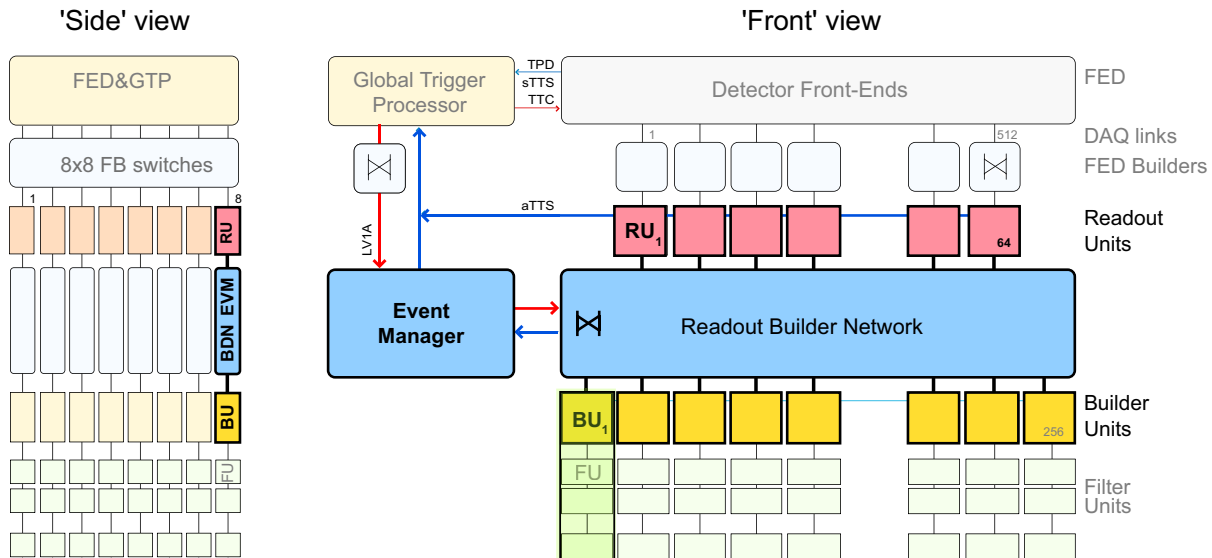 'Side' view
'Front' view
FED&GTP
8x8 FB switches
1
8
RU
BDN EVM
BU
FU
Global Trigger
Processor
TPD
sTTS
TTC
Detector Front-Ends
FED
1
512
DAQ links
FED Builders
LV1A
aTTS
RU1
64
Readout
Units
Event
Manager
Readout Builder Network
BU1
256
Builder
Units
FU
Filter
Units